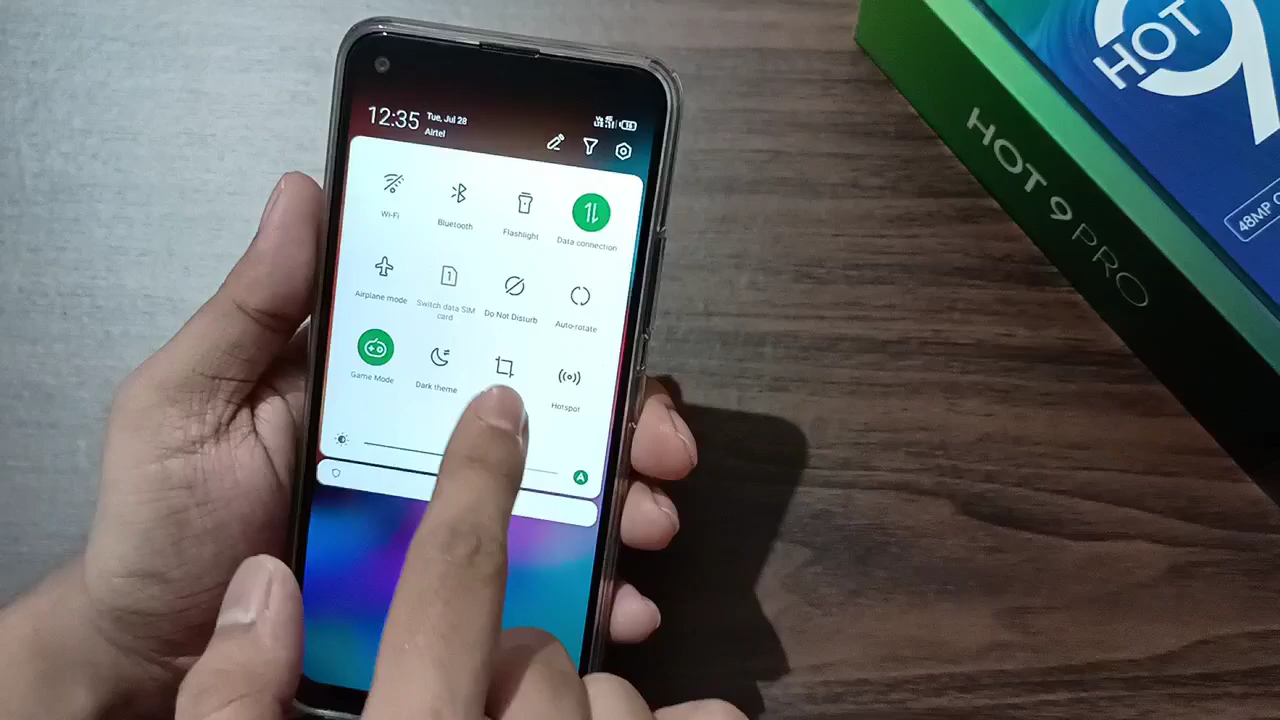 12:35
Tue, Jul 28
Airtel
Wi-Fi
Bluetooth
Flashlight
Data connection
Airplane mode
1
Switch data SIM
card
Do Not Disturb
Auto-rotate
Game Mode
Dark theme
Hotspot
A
HOT 9
HOT 9 PRO
48MP